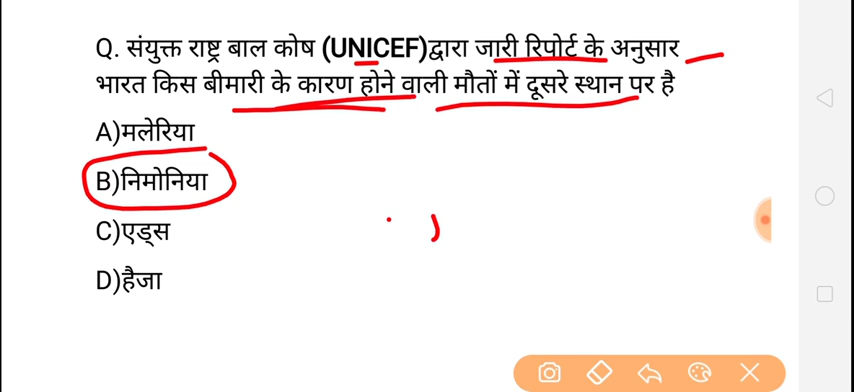 Q. संयुक्त राष्ट्र बाल कोष (UNICEF)द्वारा जारी रिपोर्ट के अनुसार
भारत किस बीमारी के कारण होने वाली मौतों में दूसरे स्थान पर है
A)मलेरिया
B)निमोनिया
C)एड्स
D)हैजा